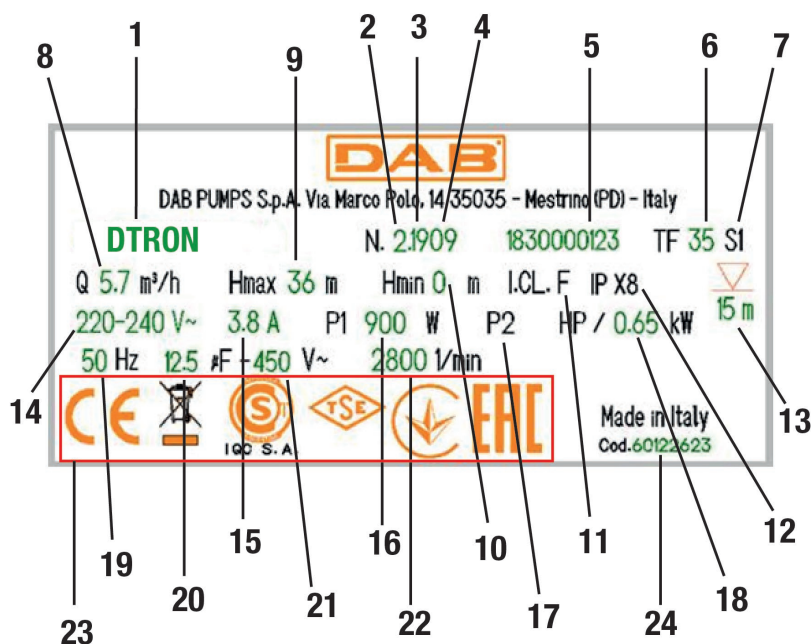 1 2 3 4 5 6 7
8 9
DAB
DAB PUMPS S.p.A. Via Marco Polo, 14/35035 - Mestrino (PD) - Italy
DTRON N. 2.1909 1830000123 TF 35 S1
Q 5.7 m³/h Hmax 36 m Hmin 0 m I.CL. F IP X8
220-240 V~ 3.8 A P1 900 W P2 HP / 0.65 kW 15 m
50 Hz 12.5 µF - 450 V~ 2800 1/min
CE S TSE EAC
IQC S.A.
Made in Italy
Cod.60122623
14 13
19 20 15 21 16 22 10 17 11 18 12
23 24